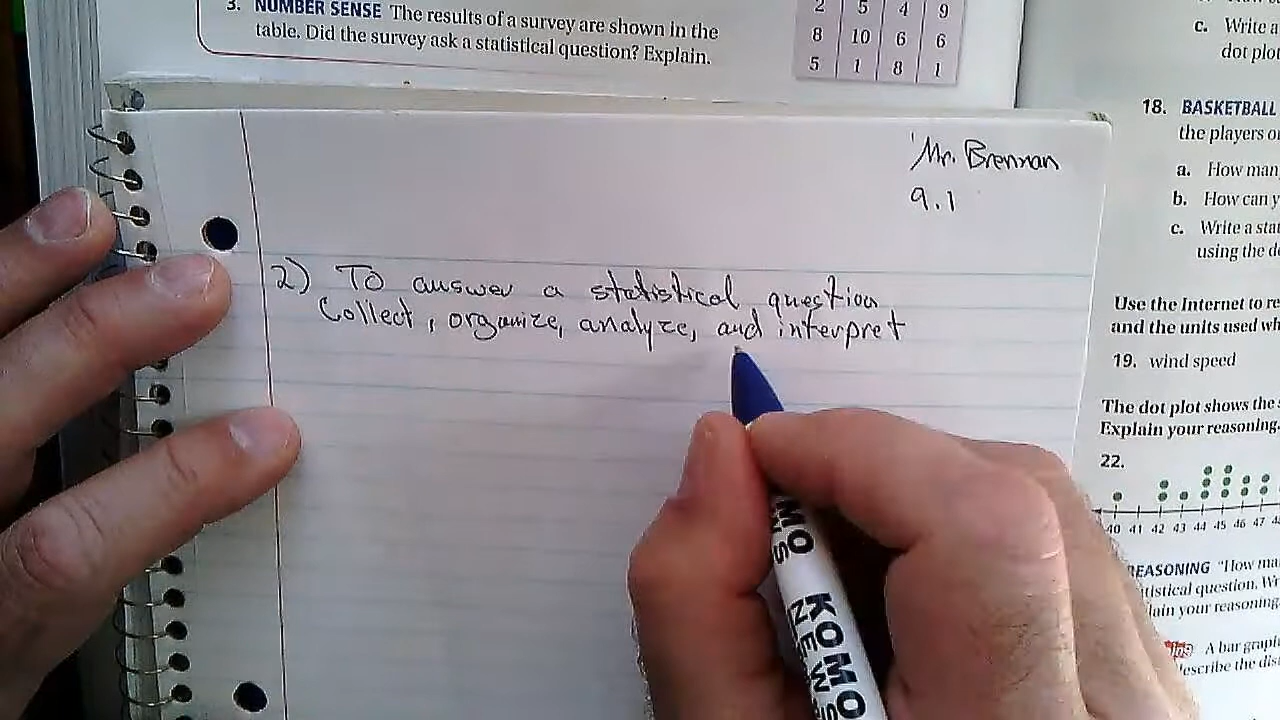 3. NUMBER SENSE The results of a survey are shown in the
table. Did the survey ask a statistical question? Explain.
2 5 4 9
8 10 6 6
5 1 8 1
Mr. Brennan
9.1
2) To answer a statistical question
Collect, organize, analyze, and interpret
KOMO
NEWS
c. Write a
dot plot
18. BASKETBALL
the players o
a. How man
b. How can y
c. Write a stat
using the d
Use the Internet to re
and the units used wh
19. wind speed
The dot plot shows the
Explain your reasoning.
22.
40 41 42 43 44 45 46 47 4
REASONING "How ma
tistical question. Wr
lain your reasoning
A bar graph
escribe the dis